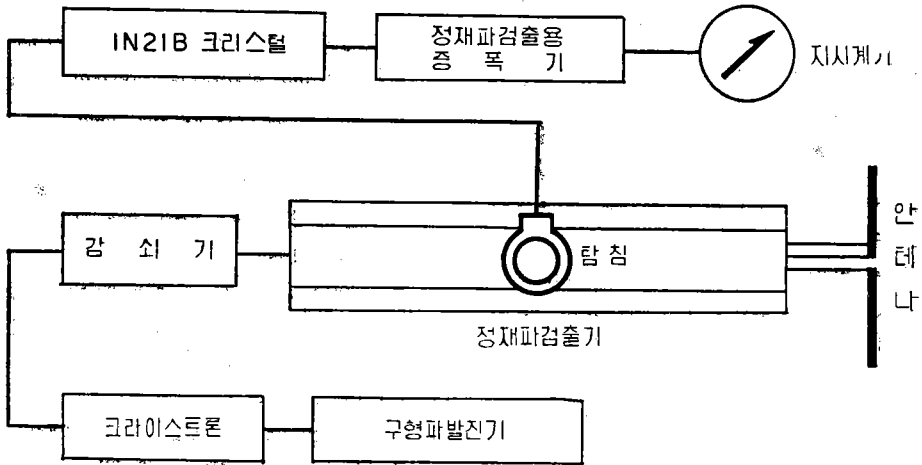 1N21B 크리스털
정재파검출용
증 폭 기
지시계기
감 쇠 기
탐 침
안
테
나
정재파검출기
크라이스트론
구형파발진기